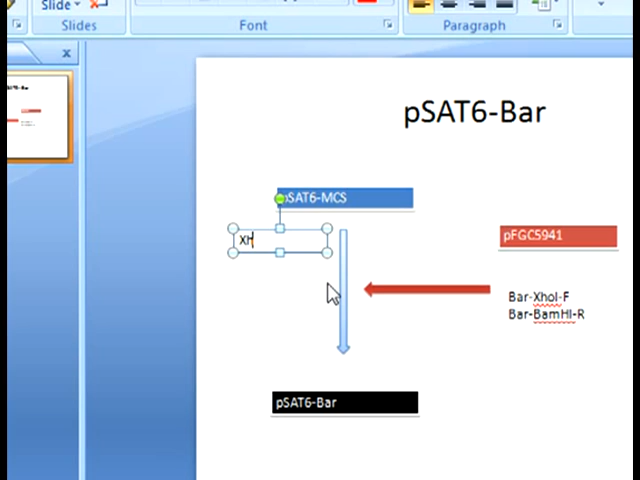 Slide
Slides
Font
Paragraph
pSAT6-Bar
pSAT6-MCS
XH
pFGC5941
Bar-XhoI-F
Bar-BamHI-R
pSAT6-Bar